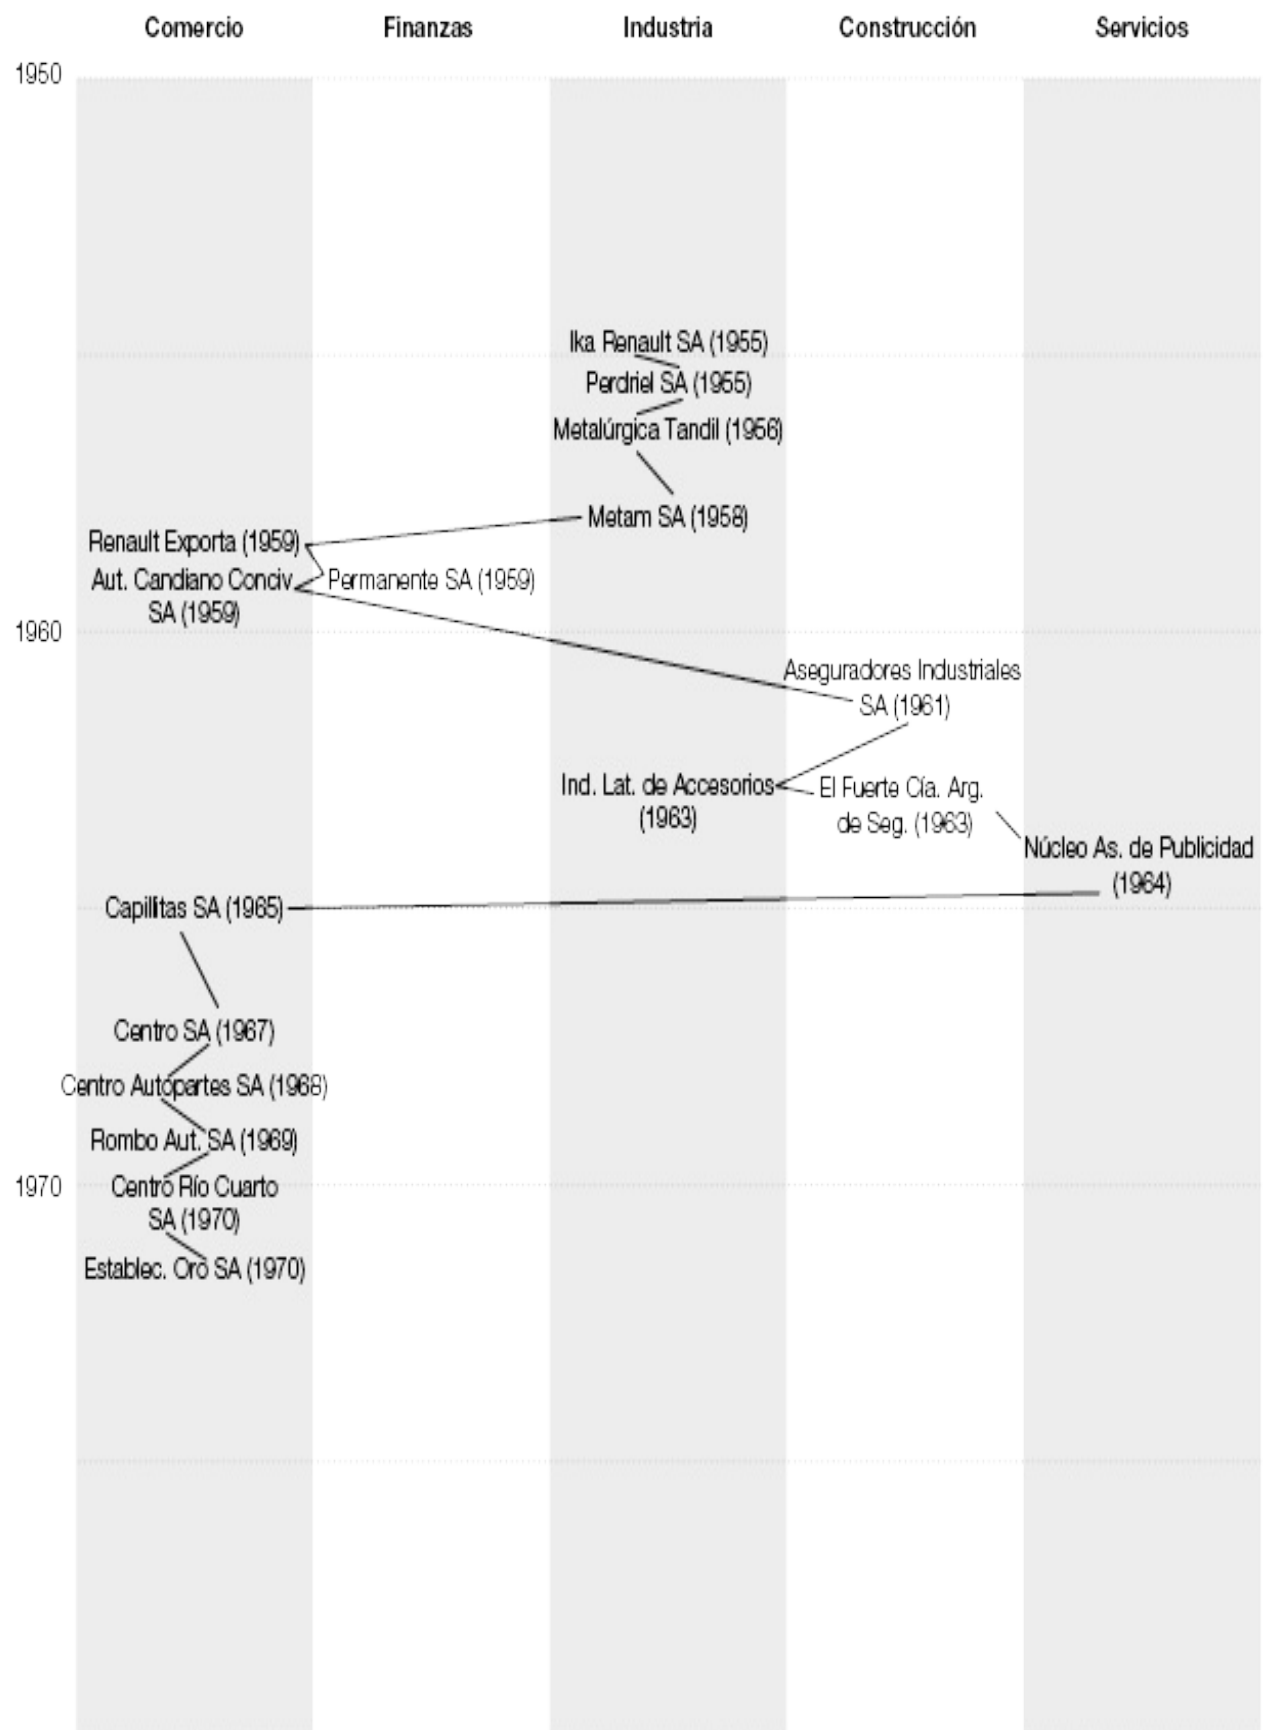 Comercio Finanzas Industria Construcción Servicios
1950
Ika Renault SA (1955)
Perdriel SA (1955)
Metalúrgica Tandil (1956)
Metam SA (1958)
Renault Exporta (1959)
Aut. Candiano Conciv
SA (1959)
Permanente SA (1959)
1960
Aseguradores Industriales
SA (1961)
Ind. Lat. de Accesorios
(1963)
El Fuerte Cía. Arg.
de Seg. (1963)
Núcleo As. de Publicidad
(1964)
Capillitas SA (1965)
Centro SA (1967)
Centro Autopartes SA (1968)
Rombo Aut. SA (1969)
1970
Centro Río Cuarto
SA (1970)
Establec. Oro SA (1970)